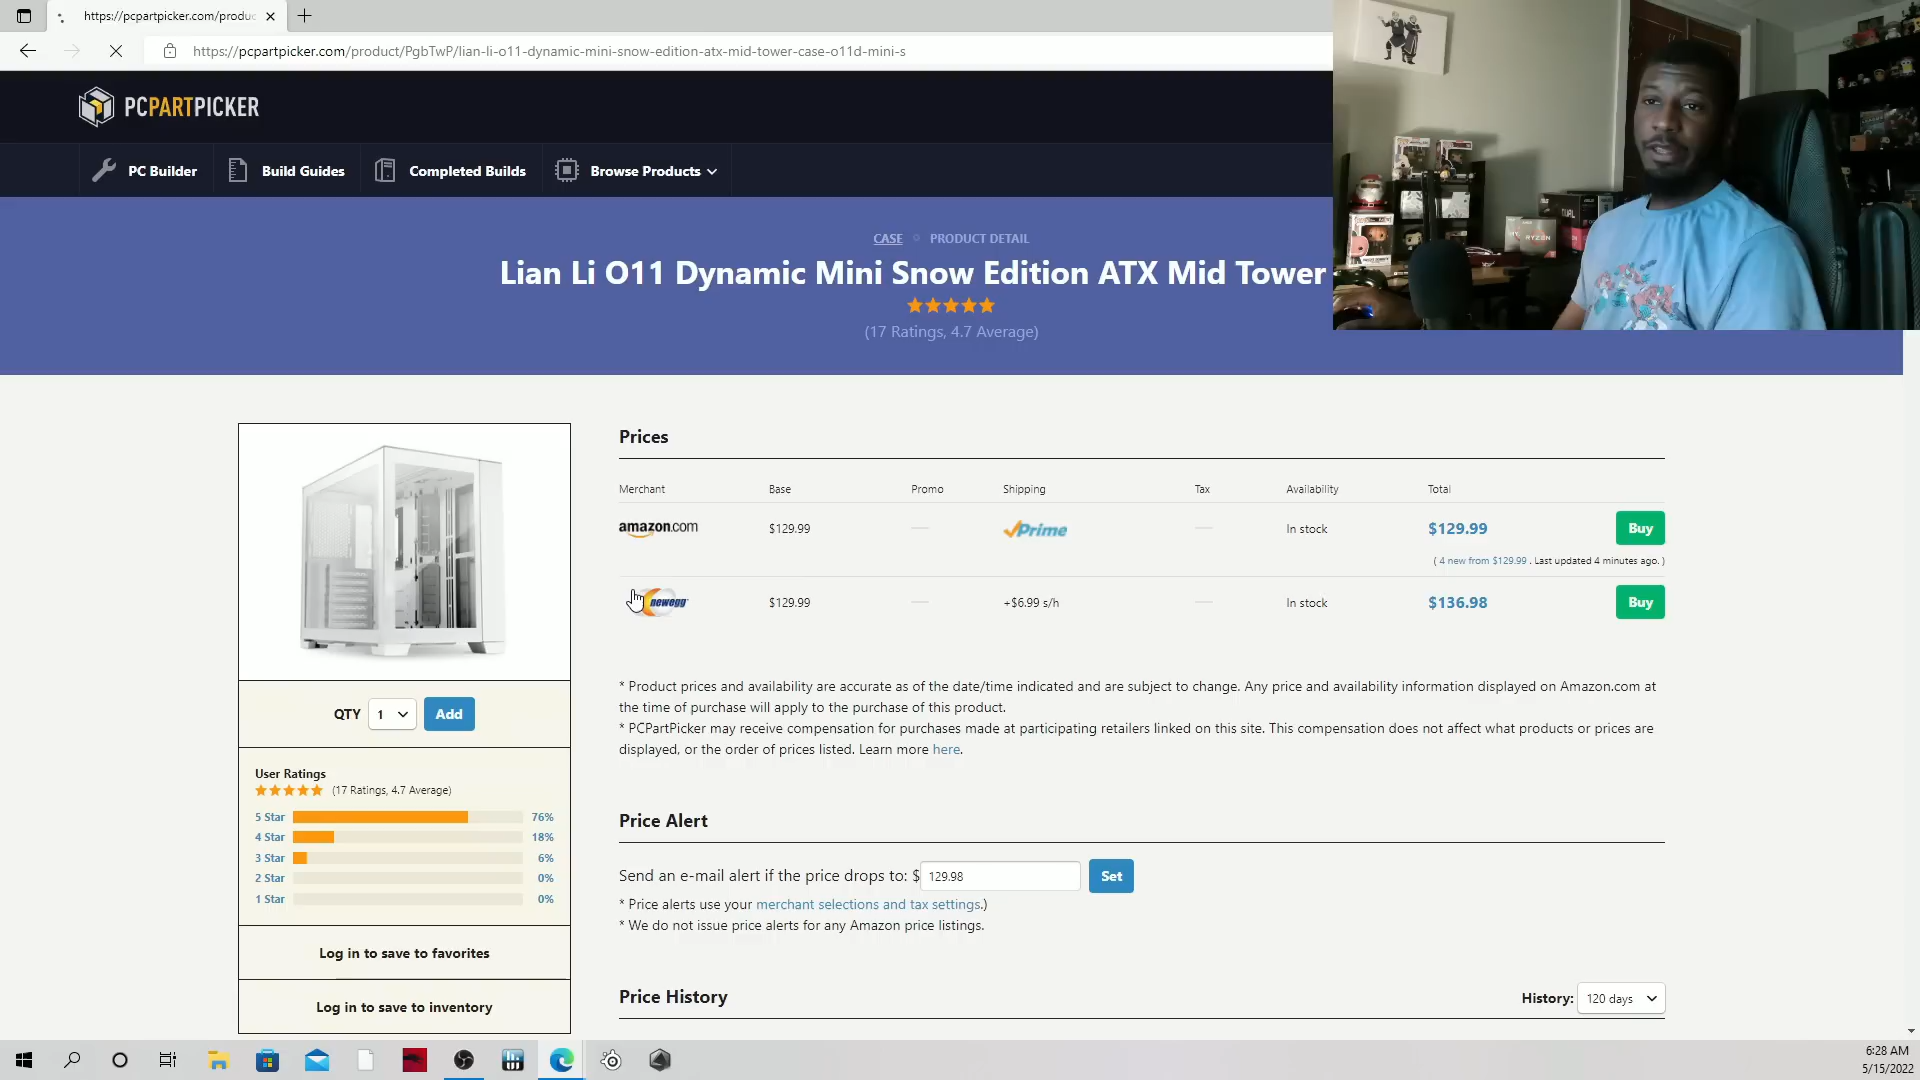 https://pcpartpicker.com/produc
https://pcpartpicker.com/product/PgbTwP/lian-li-o11-dynamic-mini-snow-edition-atx-mid-tower-case-o11d-mini-s
PCPARTPICKER
PC Builder
Build Guides
Completed Builds
Browse Products
CASE
PRODUCT DETAIL
Lian Li O11 Dynamic Mini Snow Edition ATX Mid Tower
(17 Ratings, 4.7 Average)
RYZEN
DUAL
Prices
Merchant Base Promo Shipping Tax Availability Total
amazon.com $129.99 — Prime — In stock $129.99 Buy
( 4 new from $129.99 . Last updated 4 minutes ago. )
newegg $129.99 — +$6.99 s/h — In stock $136.98 Buy
* Product prices and availability are accurate as of the date/time indicated and are subject to change. Any price and availability information displayed on Amazon.com at
the time of purchase will apply to the purchase of this product.
* PCPartPicker may receive compensation for purchases made at participating retailers linked on this site. This compensation does not affect what products or prices are
displayed, or the order of prices listed. Learn more here.
QTY 1 Add
User Ratings
(17 Ratings, 4.7 Average)
5 Star 76%
4 Star 18%
3 Star 6%
2 Star 0%
1 Star 0%
Log in to save to favorites
Log in to save to inventory
Price Alert
Send an e-mail alert if the price drops to: $ 129.98 Set
* Price alerts use your merchant selections and tax settings.)
* We do not issue price alerts for any Amazon price listings.
Price History
History: 120 days
6:28 AM
5/15/2022